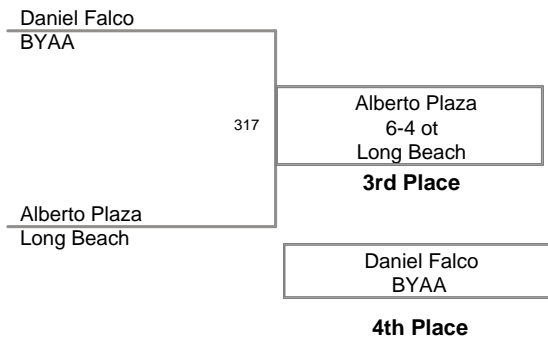 Daniel Falco
BYAA
317
Alberto Plaza
6-4 ot
Long Beach
3rd Place
Alberto Plaza
Long Beach
Daniel Falco
BYAA
4th Place